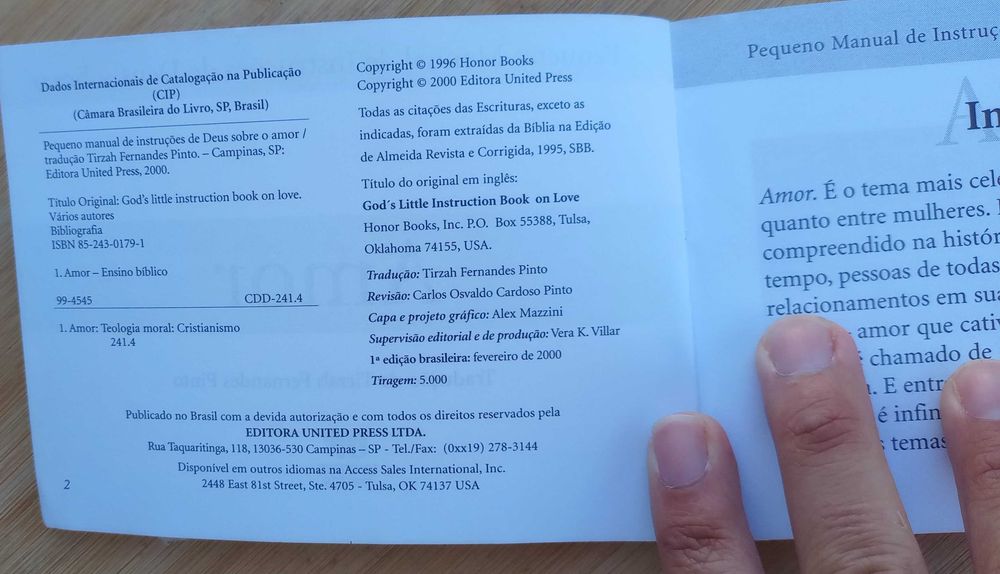 Dados Internacionais de Catalogação na Publicação
(CIP)
(Câmara Brasileira do Livro, SP, Brasil)
Pequeno manual de instruções de Deus sobre o amor /
tradução Tirzah Fernandes Pinto. – Campinas, SP:
Editora United Press, 2000.
Título Original: God's little instruction book on love.
Vários autores
Bibliografia
ISBN 85-243-0179-1
1. Amor – Ensino bíblico
99-4545 CDD-241.4
1. Amor: Teologia moral: Cristianismo
241.4
Copyright © 1996 Honor Books
Copyright © 2000 Editora United Press
Todas as citações das Escrituras, exceto as
indicadas, foram extraídas da Bíblia na Edição
de Almeida Revista e Corrigida, 1995, SBB.
Título do original em inglês:
God´s Little Instruction Book on Love
Honor Books, Inc. P.O. Box 55388, Tulsa,
Oklahoma 74155, USA.
Tradução: Tirzah Fernandes Pinto
Revisão: Carlos Osvaldo Cardoso Pinto
Capa e projeto gráfico: Alex Mazzini
Supervisão editorial e de produção: Vera K. Villar
1ª edição brasileira: fevereiro de 2000
Tiragem: 5.000
Publicado no Brasil com a devida autorização e com todos os direitos reservados pela
EDITORA UNITED PRESS LTDA.
Rua Taquaritinga, 118, 13036-530 Campinas – SP - Tel./Fax: (0xx19) 278-3144
Disponível em outros idiomas na Access Sales International, Inc.
2448 East 81st Street, Ste. 4705 - Tulsa, OK 74137 USA
2
Pequeno Manual de Instruç
In
Amor. É o tema mais cele
quanto entre mulheres.
compreendido na histór
tempo, pessoas de todas
relacionamentos em sua
amor que cativ
é chamado de
. E entr
é infin
temas